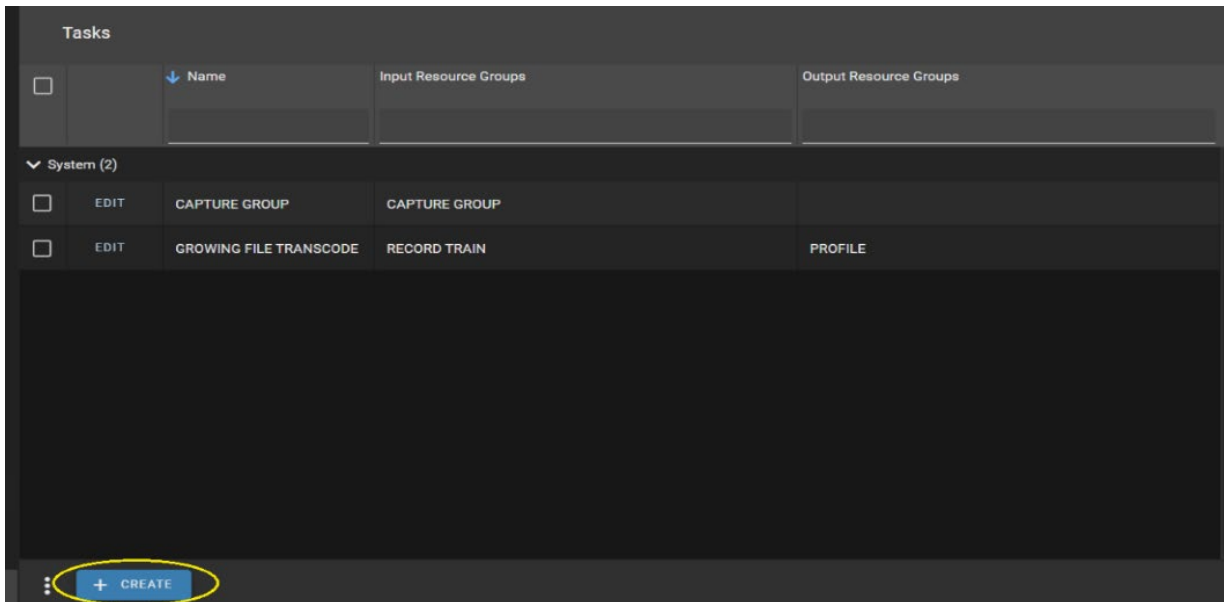 Tasks
Name Input Resource Groups Output Resource Groups
System (2)
EDIT CAPTURE GROUP CAPTURE GROUP
EDIT GROWING FILE TRANSCODE RECORD TRAIN PROFILE
+ CREATE